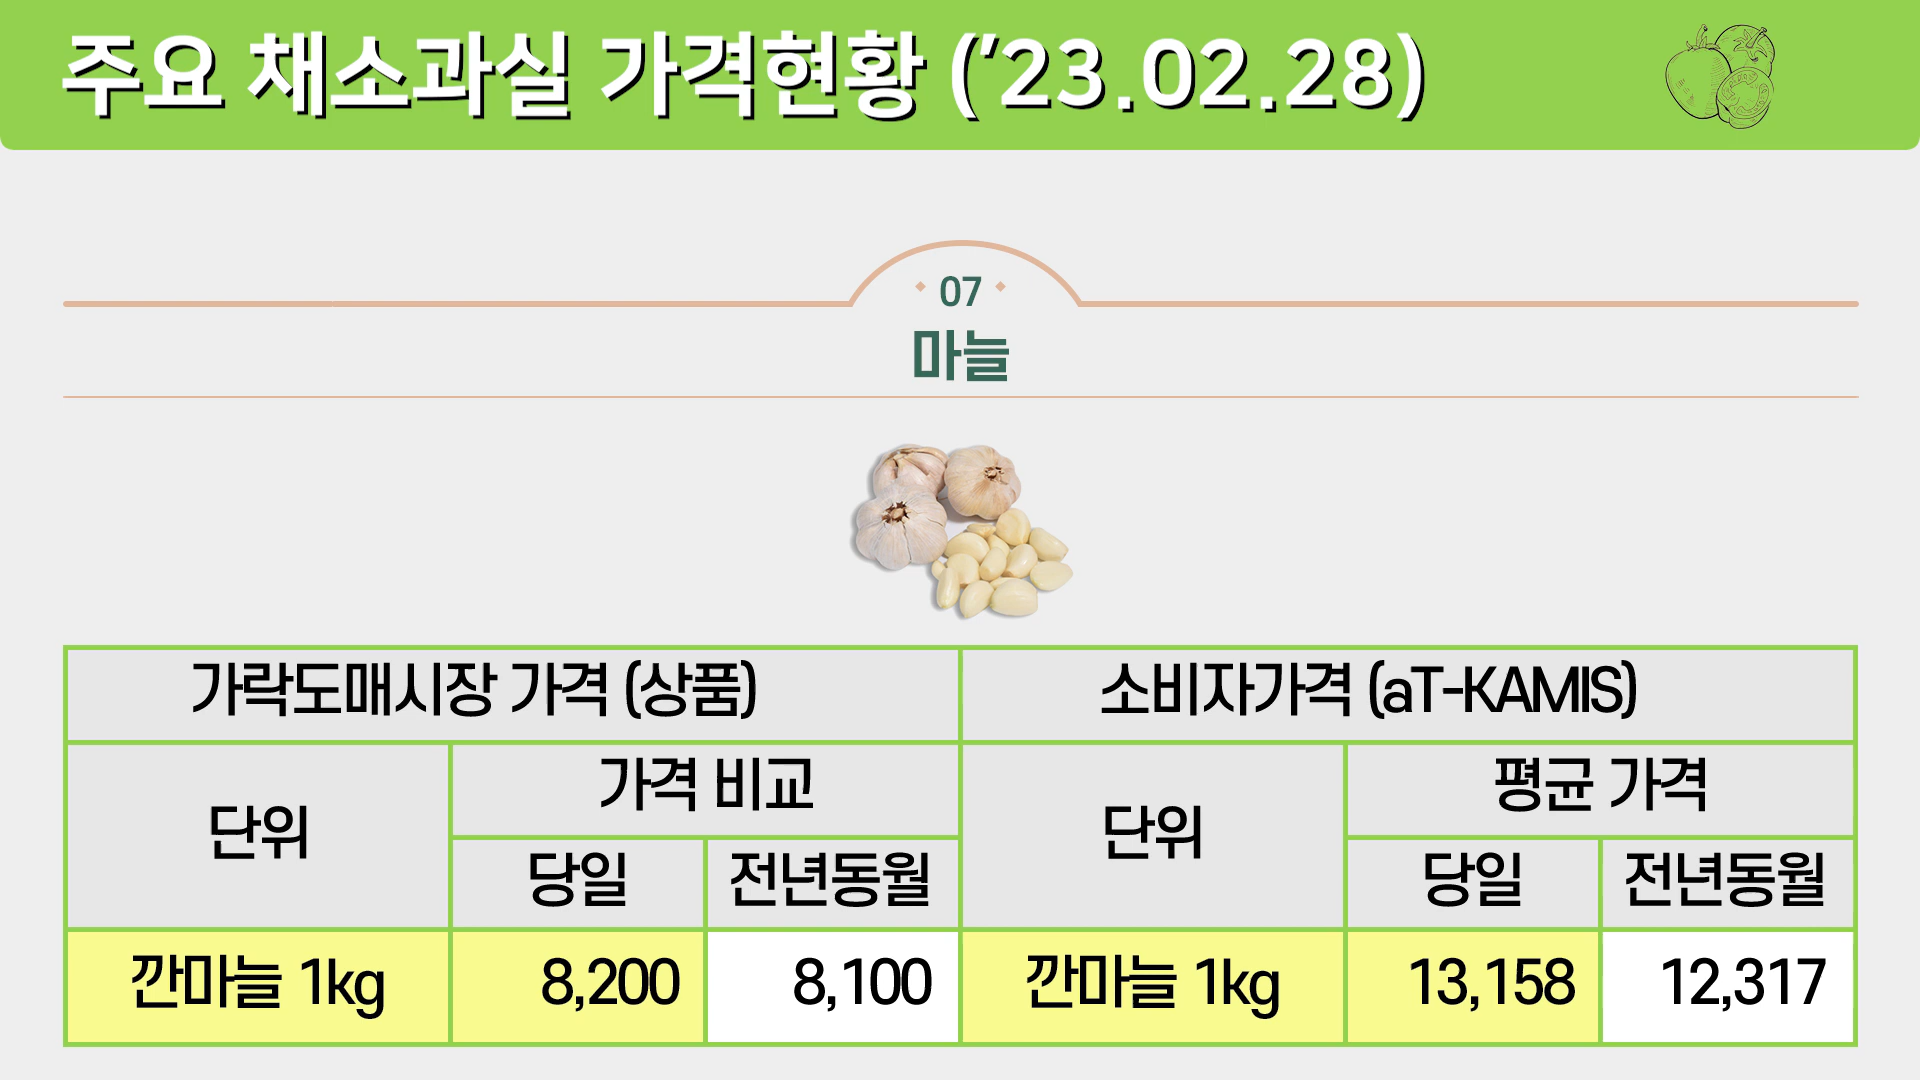 주요 채소과실 가격현황 (’23.02.28)
07
마늘
가락도매시장 가격 (상품) 소비자가격 (aT-KAMIS)
단위 가격 비교 단위 평균 가격
당일 전년동월 당일 전년동월
깐마늘 1kg 8,200 8,100 깐마늘 1kg 13,158 12,317